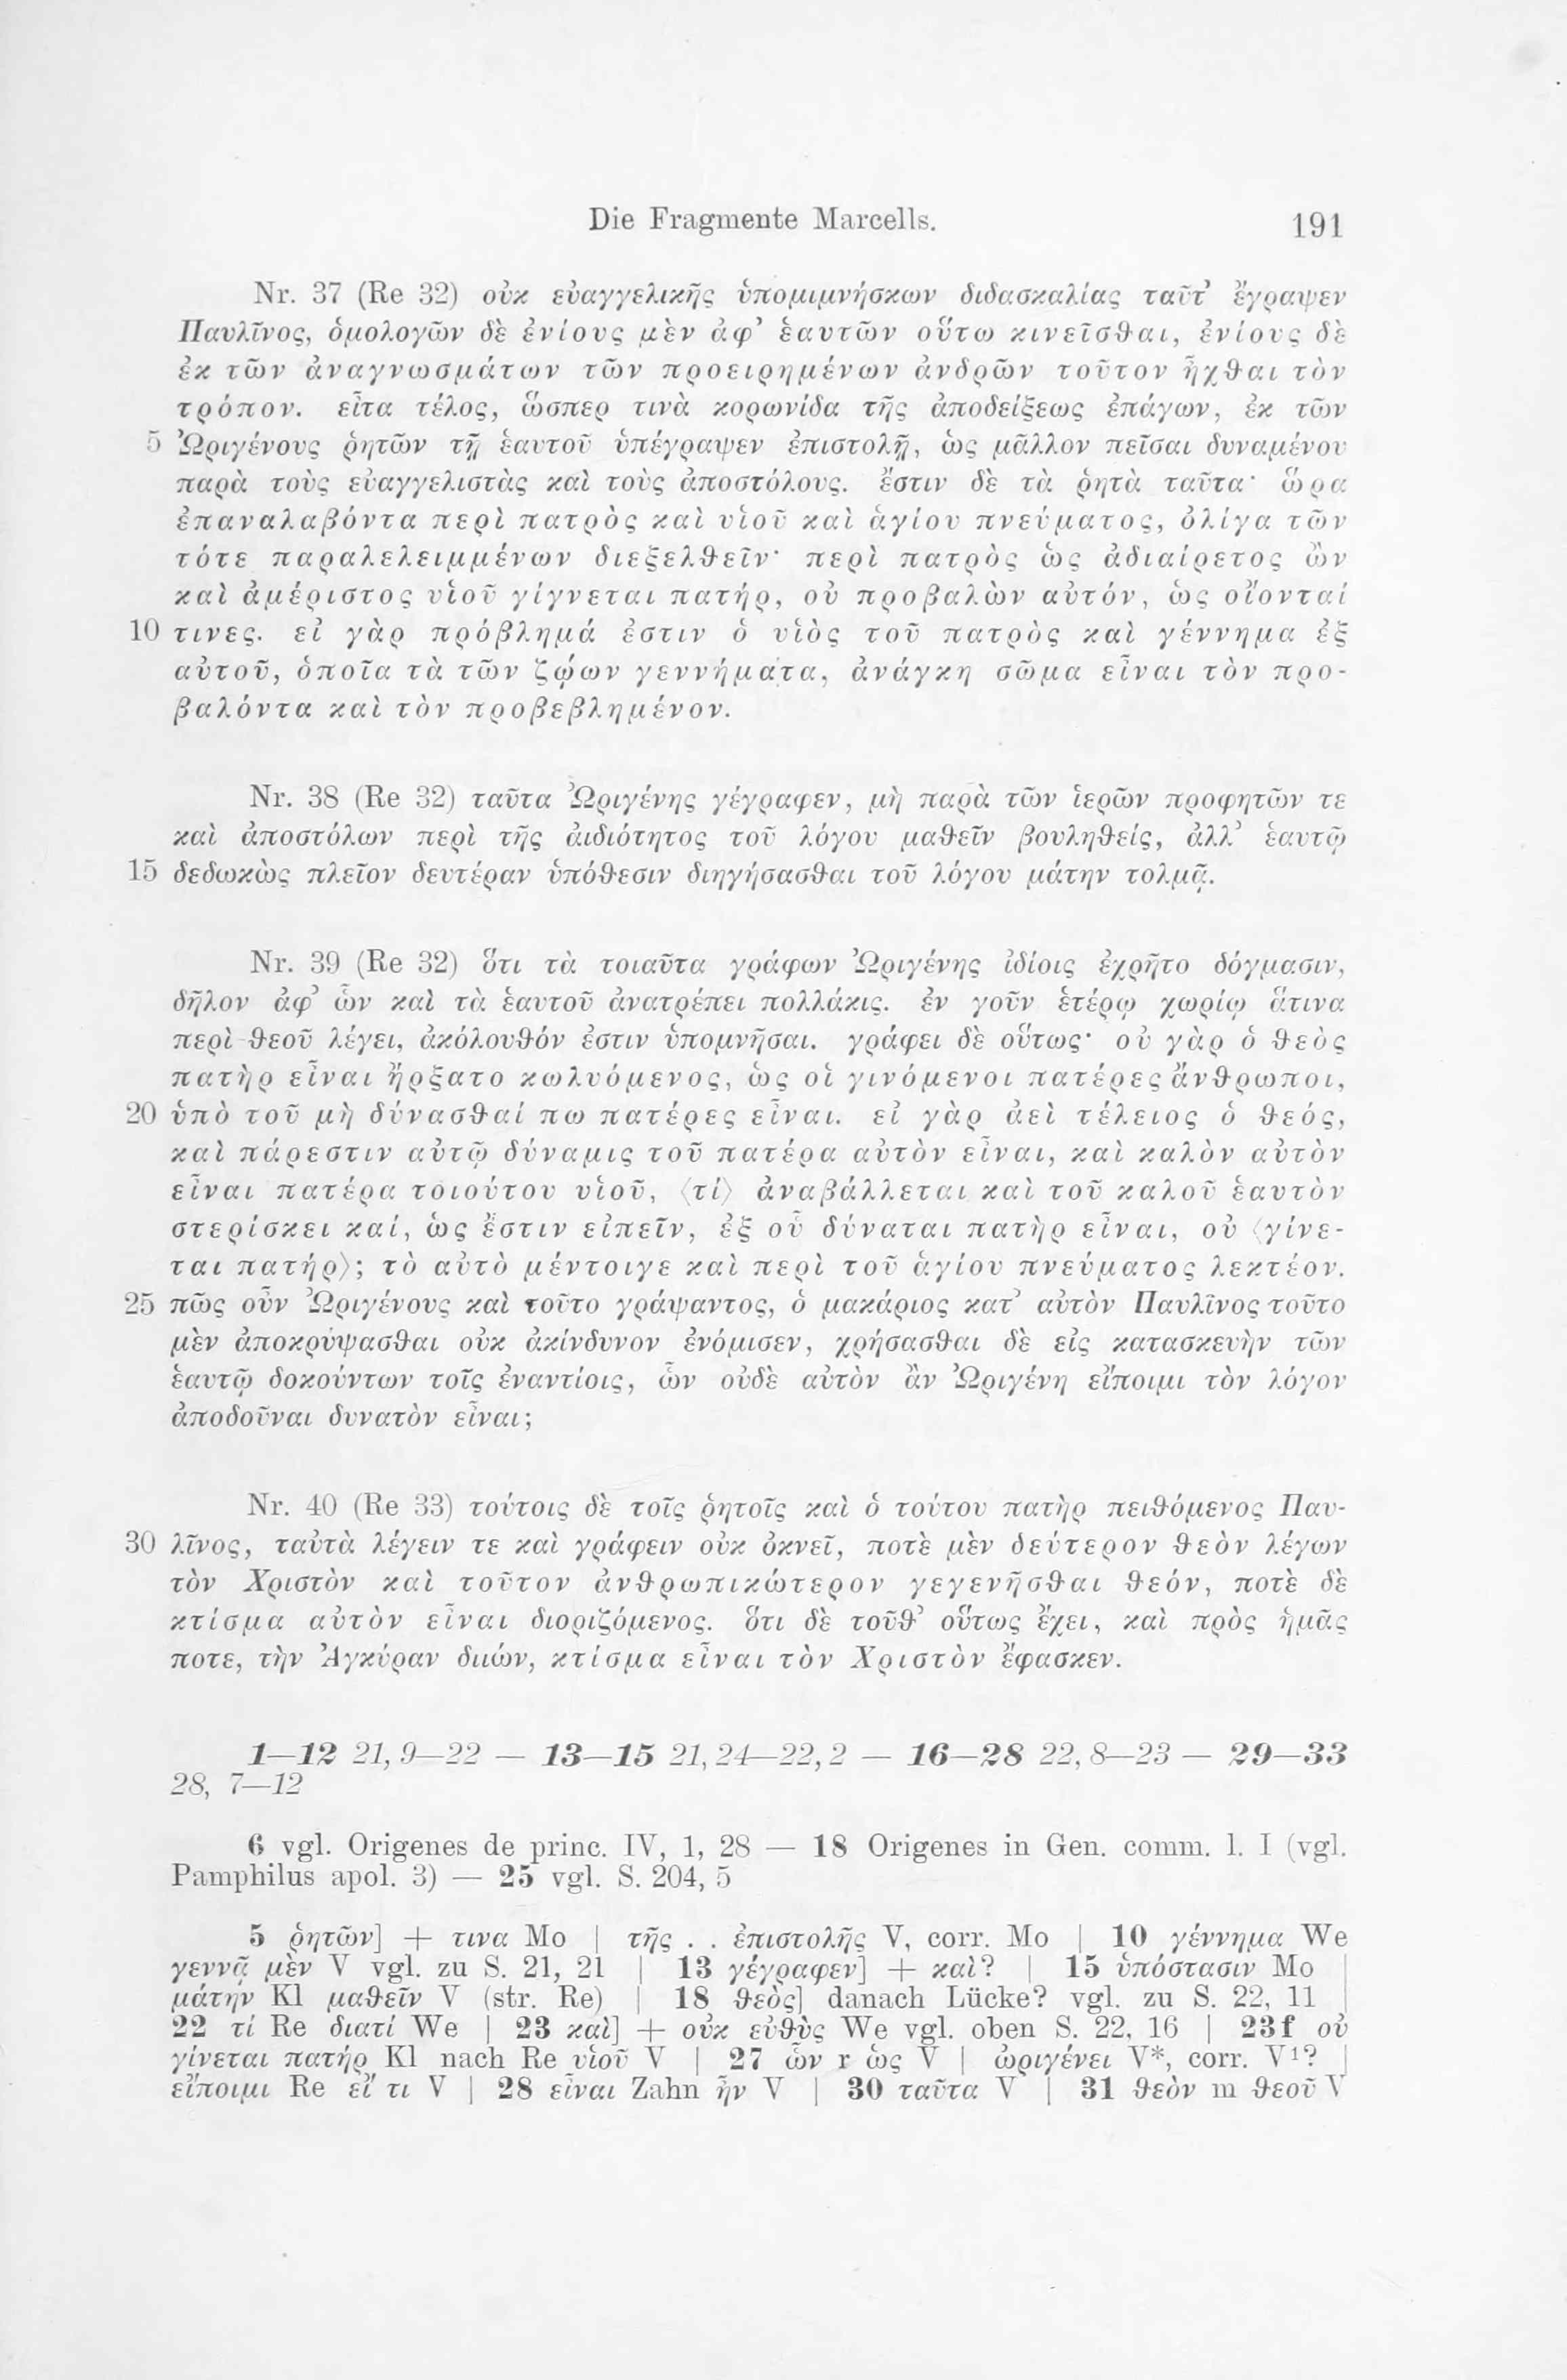 Die Fragmente Marcells. 191
Nr. 37 (Re 32) οὐκ εὐαγγελικῆς ὑπομιμνήσκων διδασκαλίας ταῦτ’ ἔγραψεν
Παυλῖνος, ὁμολογῶν δὲ ἐνίους μὲν ἀφ’ ἑαυτῶν οὕτω κινεῖσθαι, ἐνίους δὲ
ἐκ τῶν ἀναγνωσμάτων τῶν προειρημένων ἀνδρῶν τοῦτον ἦχθαι τὸν
τρόπον. εἶτα τέλος, ὥσπερ τινὰ κορωνίδα τῆς ἀποδείξεως ἐπάγων, ἐκ τῶν
5 Ὠριγένους ῥητῶν τῇ ἑαυτοῦ ὑπέγραψεν ἐπιστολῇ, ὡς μᾶλλον πεῖσαι δυναμένου
παρὰ τοὺς εὐαγγελιστὰς καὶ τοὺς ἀποστόλους. ἔστιν δὲ τὰ ῥητὰ ταῦτα· ὥρα
ἐπαναλαβόντα περὶ πατρὸς καὶ υἱοῦ καὶ ἁγίου πνεύματος, ὀλίγα τῶν
τότε παραλελειμμένων διεξελθεῖν· περὶ πατρὸς ὡς ἀδιαίρετος ὢν
καὶ ἀμέριστος υἱοῦ γίγνεται πατήρ, οὐ προβαλὼν αὐτόν, ὡς οἴονταί
10 τινες. εἰ γὰρ πρόβλημά ἐστιν ὁ υἱὸς τοῦ πατρὸς καὶ γέννημα ἐξ
αὐτοῦ, ὁποῖα τὰ τῶν ζῴων γεννήματα, ἀνάγκη σῶμα εἶναι τὸν προ-
βαλόντα καὶ τὸν προβεβλημένον.
Nr. 38 (Re 32) ταῦτα Ὠριγένης γέγραφεν, μὴ παρὰ τῶν ἱερῶν προφητῶν τε
καὶ ἀποστόλων περὶ τῆς ἀιδιότητος τοῦ λόγου μαθεῖν βουληθείς, ἀλλ’ ἑαυτῷ
15 δεδωκὼς πλεῖον δευτέραν ὑπόθεσιν διηγήσασθαι τοῦ λόγου μάτην τολμᾷ.
Nr. 39 (Re 32) ὅτι τὰ τοιαῦτα γράφων Ὠριγένης ἰδίοις ἐχρῆτο δόγμασιν,
δῆλον ἀφ’ ὧν καὶ τὰ ἑαυτοῦ ἀνατρέπει πολλάκις. ἐν γοῦν ἑτέρῳ χωρίῳ ἅτινα
περὶ θεοῦ λέγει, ἀκόλουθόν ἐστιν ὑπομνῆσαι. γράφει δὲ οὕτως· οὐ γὰρ ὁ θεὸς
πατὴρ εἶναι ἤρξατο κωλυόμενος, ὡς οἱ γινόμενοι πατέρες ἄνθρωποι,
20 ὑπὸ τοῦ μὴ δύνασθαί πω πατέρες εἶναι. εἰ γὰρ ἀεὶ τέλειος ὁ θεός,
καὶ πάρεστιν αὐτῷ δύναμις τοῦ πατέρα αὐτὸν εἶναι, καὶ καλὸν αὐτὸν
εἶναι πατέρα τοιούτου υἱοῦ, ⟨τί⟩ ἀναβάλλεται καὶ τοῦ καλοῦ ἑαυτὸν
στερίσκει καί, ὡς ἔστιν εἰπεῖν, ἐξ οὗ δύναται πατὴρ εἶναι, οὐ ⟨γίνε-
ται πατήρ⟩; τὸ αὐτὸ μέντοιγε καὶ περὶ τοῦ ἁγίου πνεύματος λεκτέον.
25 πῶς οὖν Ὠριγένους καὶ τοῦτο γράψαντος, ὁ μακάριος κατ’ αὐτὸν Παυλῖνος τοῦτο
μὲν ἀποκρύψασθαι οὐκ ἀκίνδυνον ἐνόμισεν, χρήσασθαι δὲ εἰς κατασκευὴν τῶν
ἑαυτῷ δοκούντων τοῖς ἐναντίοις, ὧν οὐδὲ αὐτὸν ἂν Ὠριγένη εἴποιμι τὸν λόγον
ἀποδοῦναι δυνατὸν εἶναι;
Nr. 40 (Re 33) τούτοις δὲ τοῖς ῥητοῖς καὶ ὁ τούτου πατὴρ πειθόμενος Παυ-
30 λῖνος, ταὐτὰ λέγειν τε καὶ γράφειν οὐκ ὀκνεῖ, ποτὲ μὲν δεύτερον θεὸν λέγων
τὸν Χριστὸν καὶ τοῦτον ἀνθρωπικώτερον γεγενῆσθαι θεόν, ποτὲ δὲ
κτίσμα αὐτὸν εἶναι διοριζόμενος. ὅτι δὲ τοῦθ’ οὕτως ἔχει, καὶ πρὸς ἡμᾶς
ποτε, τὴν Ἀγκύραν διιών, κτίσμα εἶναι τὸν Χριστὸν ἔφασκεν.
1—12 21, 9—22 — 13—15 21, 24—22, 2 — 16—28 22, 8—23 — 29—33
28, 7—12
6 vgl. Origenes de princ. IV, 1, 28 — 18 Origenes in Gen. comm. l. I (vgl.
Pamphilus apol. 3) — 25 vgl. S. 204, 5
5 ῥητῶν] + τινα Mo | τῆς . . ἐπιστολῆς V, corr. Mo | 10 γέννημα We
γεννᾷ μὲν V vgl. zu S. 21, 21 | 13 γέγραφεν] + καὶ? | 15 ὑπόστασιν Mo |
μάτην Kl μαθεῖν V (str. Re) | 18 θεὸς] danach Lücke? vgl. zu S. 22, 11 |
22 τί Re διατί We | 23 καὶ] + οὐκ εὐθὺς We vgl. oben S. 22, 16 | 23 f οὐ
γίνεται πατήρ Kl nach Re υἱοῦ V | 27 ὧν r ὡς V | ὠριγένει V*, corr. V¹? |
εἴποιμι Re εἴ τι V | 28 εἶναι Zahn ἦν V | 30 ταῦτα V | 31 θεὸν m θεοῦ V